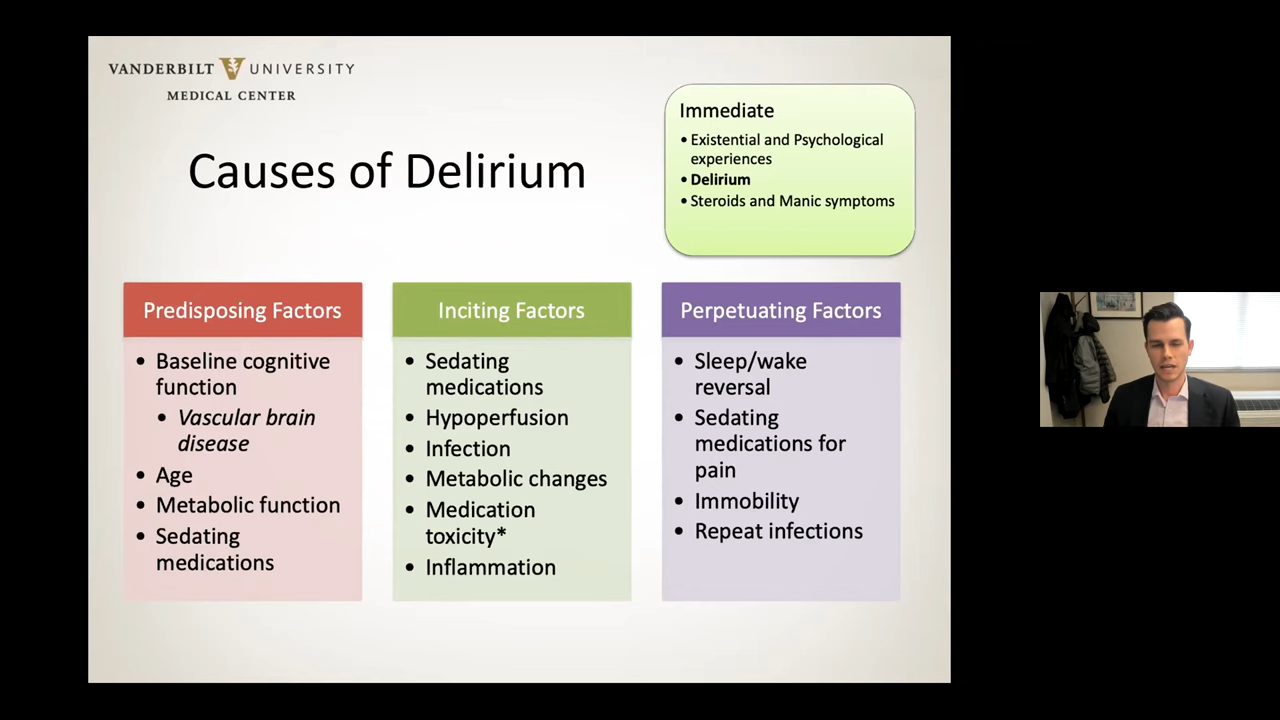 VANDERBILT UNIVERSITY
MEDICAL CENTER
Causes of Delirium
Immediate
• Existential and Psychological
experiences
• Delirium
• Steroids and Manic symptoms
Predisposing Factors
• Baseline cognitive
function
• Vascular brain
disease
• Age
• Metabolic function
• Sedating
medications
Inciting Factors
• Sedating
medications
• Hypoperfusion
• Infection
• Metabolic changes
• Medication
toxicity*
• Inflammation
Perpetuating Factors
• Sleep/wake
reversal
• Sedating
medications for
pain
• Immobility
• Repeat infections